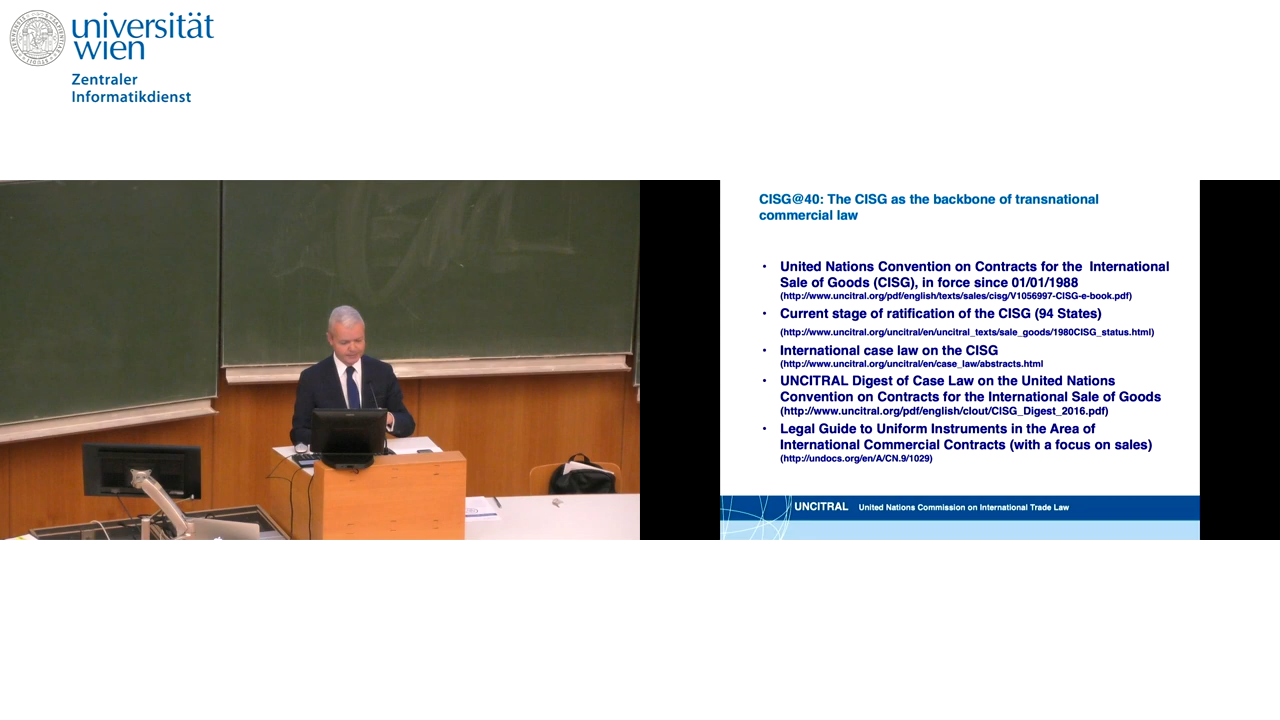 universität
wien
Zentraler
Informatikdienst
CISG@40: The CISG as the backbone of transnational
commercial law
• United Nations Convention on Contracts for the International
Sale of Goods (CISG), in force since 01/01/1988
(http://www.uncitral.org/pdf/english/texts/sales/cisg/V1056997-CISG-e-book.pdf)
• Current stage of ratification of the CISG (94 States)
(http://www.uncitral.org/uncitral/en/uncitral_texts/sale_goods/1980CISG_status.html)
• International case law on the CISG
(http://www.uncitral.org/uncitral/en/case_law/abstracts.html
• UNCITRAL Digest of Case Law on the United Nations
Convention on Contracts for the International Sale of Goods
(http://www.uncitral.org/pdf/english/clout/CISG_Digest_2016.pdf)
• Legal Guide to Uniform Instruments in the Area of
International Commercial Contracts (with a focus on sales)
(http://undocs.org/en/A/CN.9/1029)
UNCITRAL United Nations Commission on International Trade Law